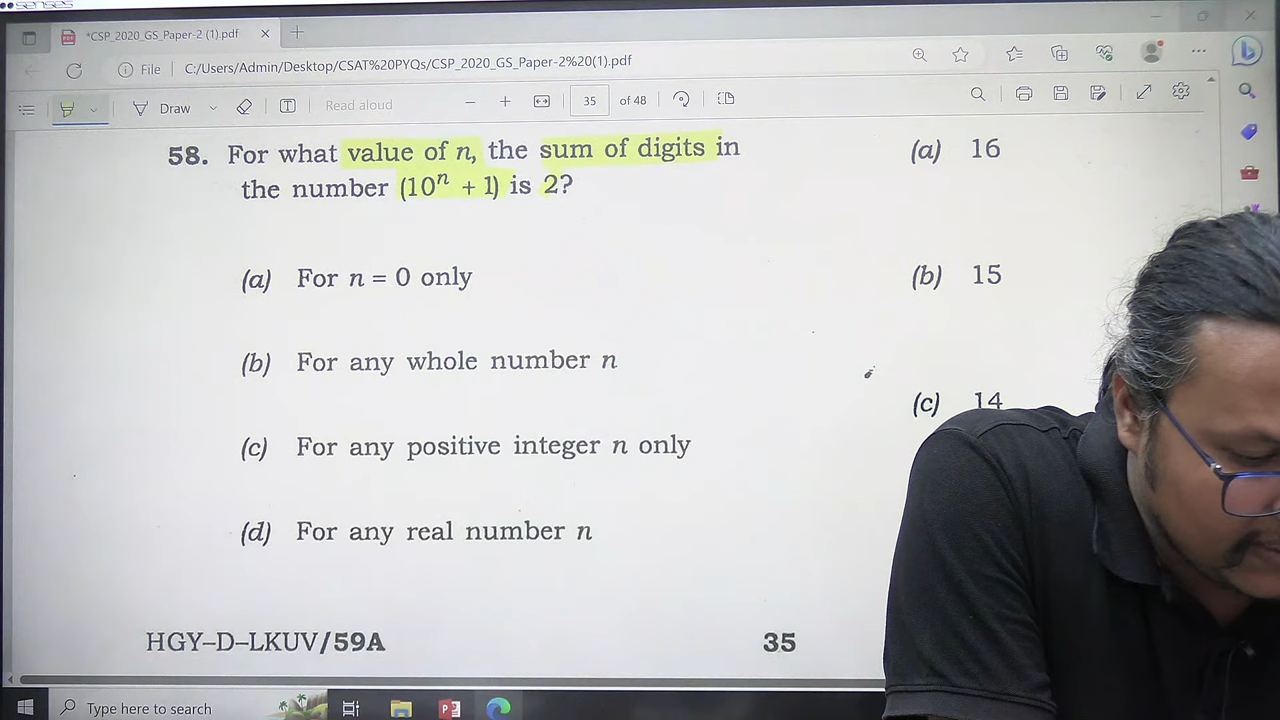 senses
*CSP_2020_GS_Paper-2 (1).pdf
File
C:/Users/Admin/Desktop/CSAT%20PYQs/CSP_2020_GS_Paper-2%20(1).pdf
Draw
Read aloud
35 of 48
58. For what value of n, the sum of digits in
the number (10ⁿ + 1) is 2?
(a) For n = 0 only
(b) For any whole number n
(c) For any positive integer n only
(d) For any real number n
HGY–D–LKUV/59A
35
(a) 16
(b) 15
(c) 14
Type here to search